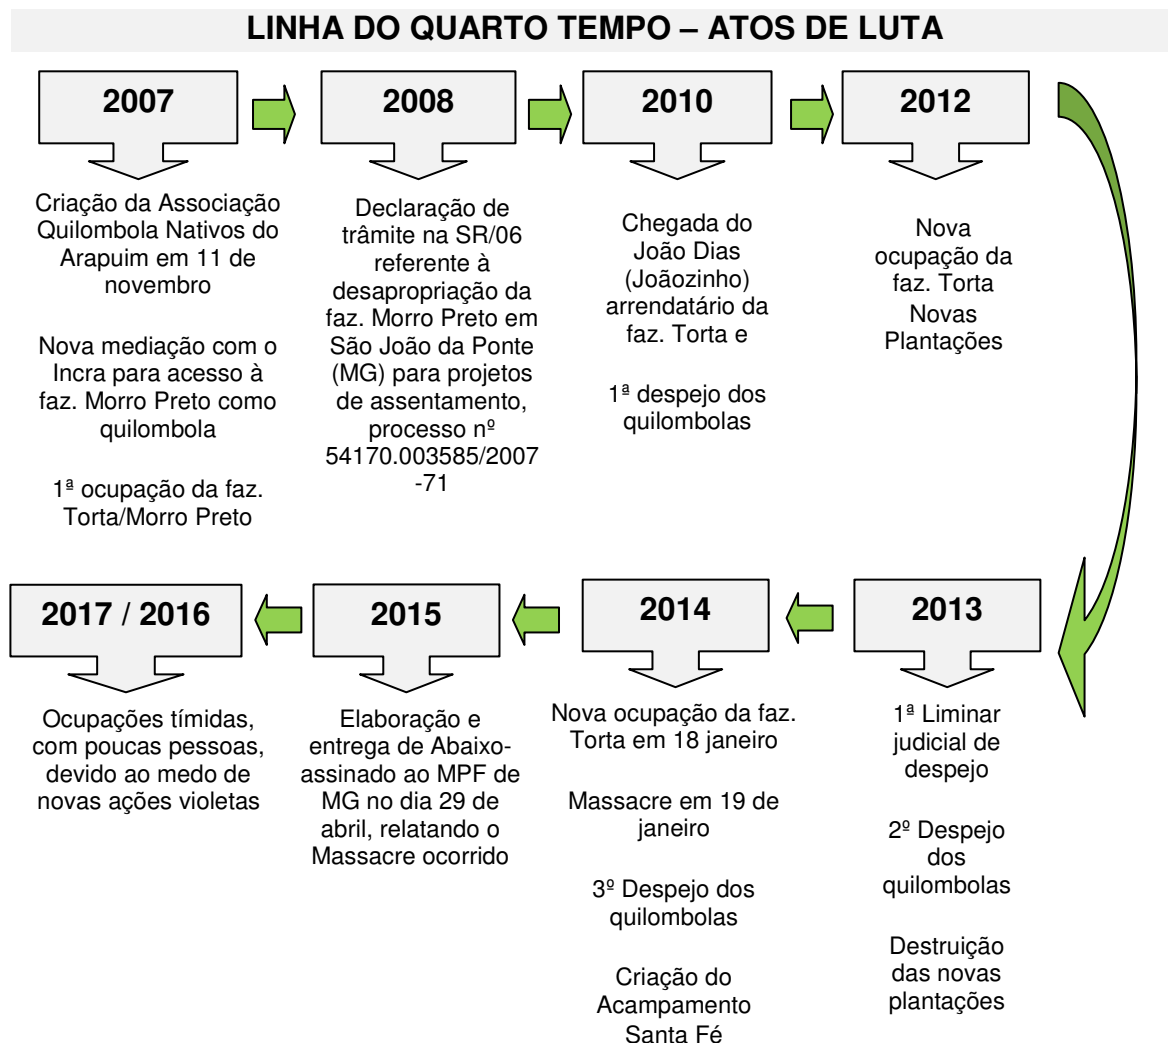 LINHA DO QUARTO TEMPO – ATOS DE LUTA
2007
Criação da Associação
Quilombola Nativos do
Arapuim em 11 de
novembro
Nova mediação com o
Incra para acesso à
faz. Morro Preto como
quilombola
1ª ocupação da faz.
Torta/Morro Preto
2008
Declaração de
trâmite na SR/06
referente à
desapropriação da
faz. Morro Preto em
São João da Ponte
(MG) para projetos
de assentamento,
processo nº
54170.003585/2007
-71
2010
Chegada do
João Dias
(Joãozinho)
arrendatário da
faz. Torta e
1ª despejo dos
quilombolas
2012
Nova
ocupação da
faz. Torta
Novas
Plantações
2013
1ª Liminar
judicial de
despejo
2º Despejo
dos
quilombolas
Destruição
das novas
plantações
2014
Nova ocupação da faz.
Torta em 18 janeiro
Massacre em 19 de
janeiro
3º Despejo dos
quilombolas
Criação do
Acampamento
Santa Fé
2015
Elaboração e
entrega de Abaixo-
assinado ao MPF de
MG no dia 29 de
abril, relatando o
Massacre ocorrido
2017 / 2016
Ocupações tímidas,
com poucas pessoas,
devido ao medo de
novas ações violetas